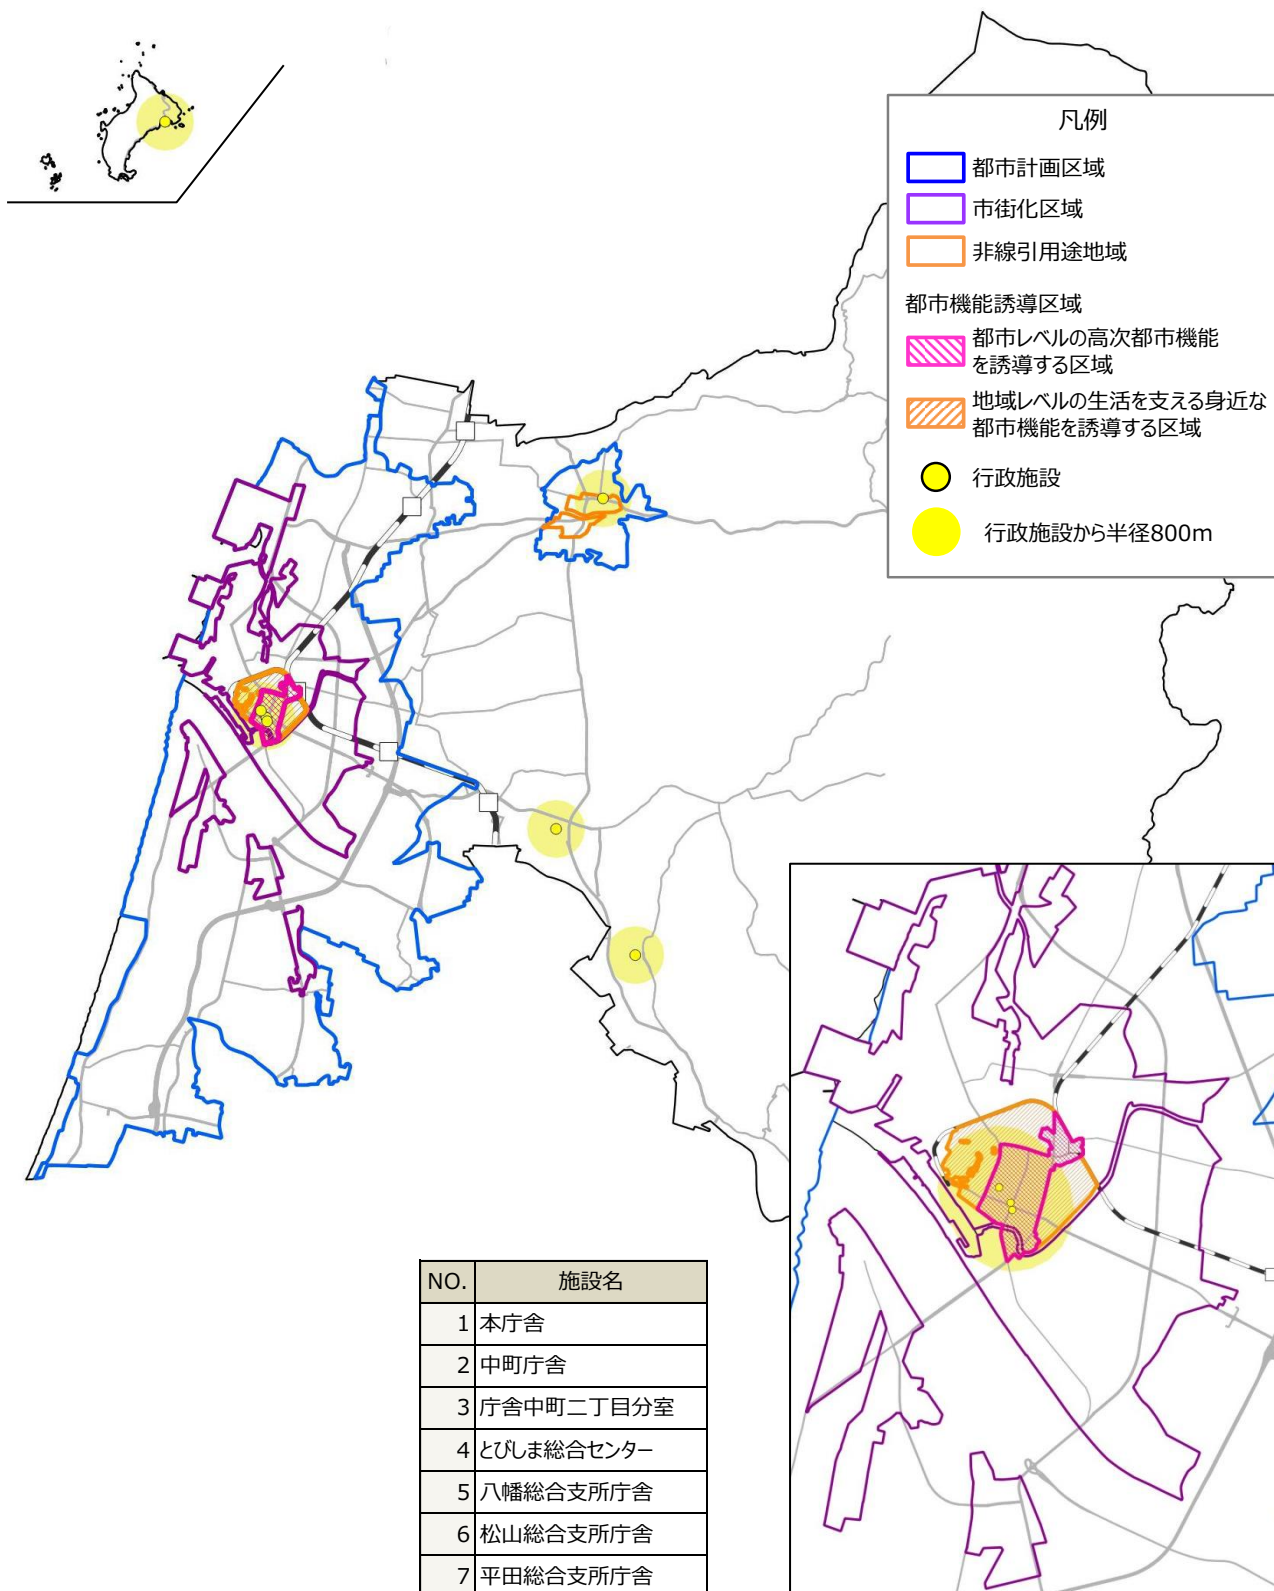 凡例
都市計画区域
市街化区域
非線引用途地域
都市機能誘導区域
都市レベルの高次都市機能
を誘導する区域
地域レベルの生活を支える身近な
都市機能を誘導する区域
行政施設
行政施設から半径800m
NO. 施設名
1 本庁舎
2 中町庁舎
3 庁舎中町二丁目分室
4 とびしま総合センター
5 八幡総合支所庁舎
6 松山総合支所庁舎
7 平田総合支所庁舎